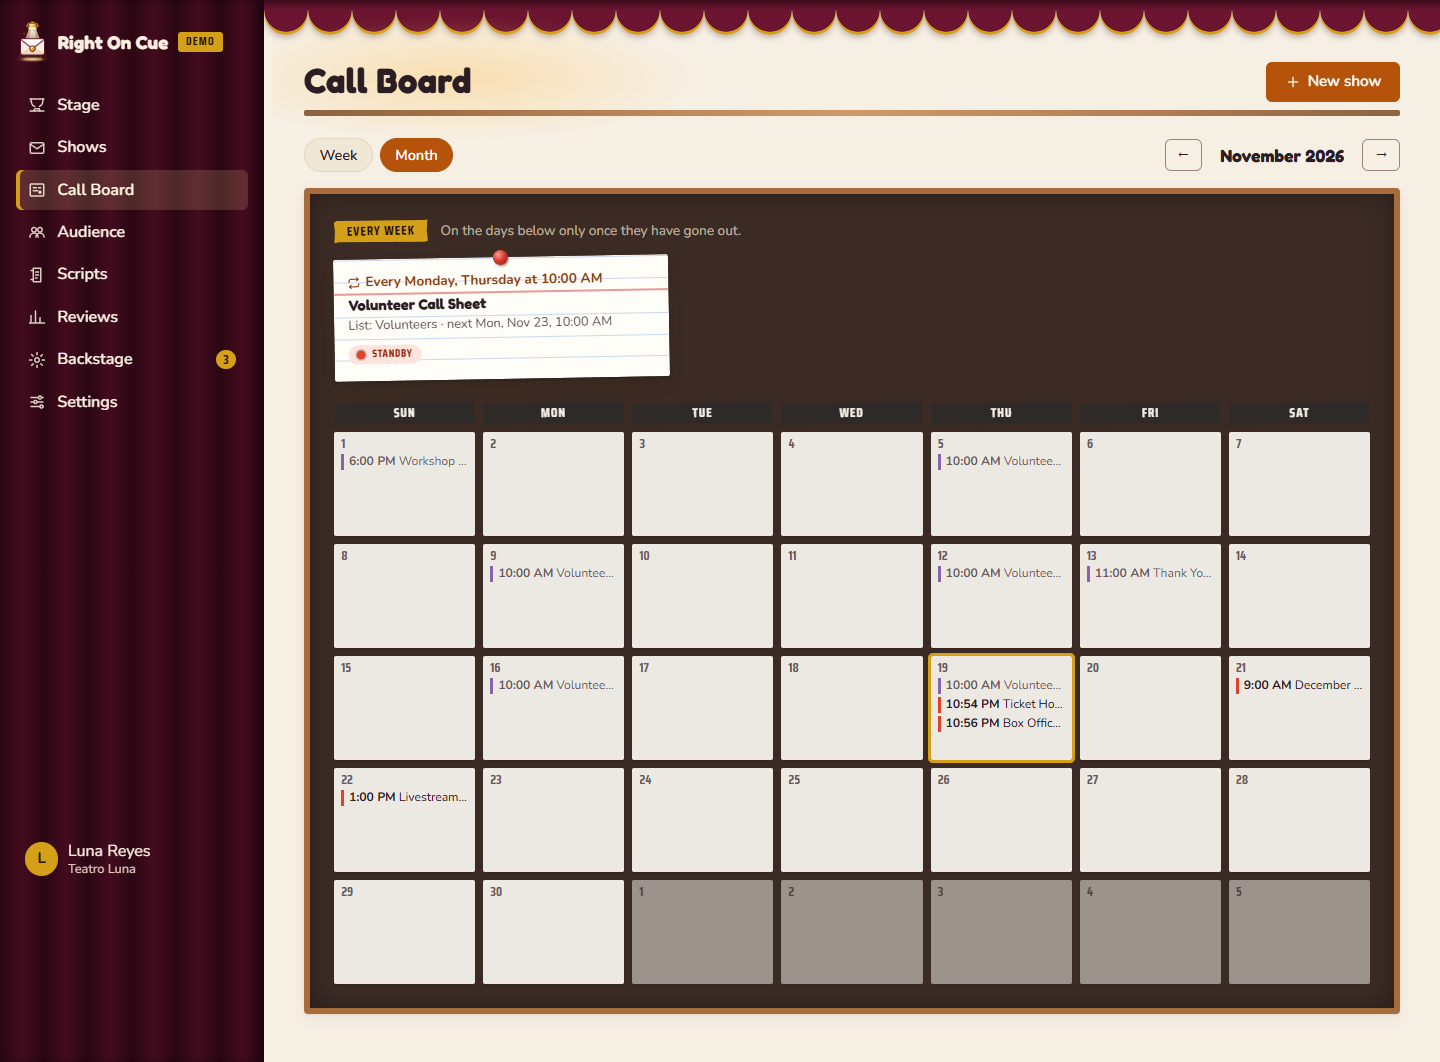 Right On Cue DEMO
Stage
Shows
Call Board
Audience
Scripts
Reviews
Backstage 3
Settings
L
Luna Reyes
Teatro Luna
Call Board
+ New show
Week Month
← November 2026 →
EVERY WEEK On the days below only once they have gone out.
Every Monday, Thursday at 10:00 AM
Volunteer Call Sheet
List: Volunteers · next Mon, Nov 23, 10:00 AM
STANDBY
SUN MON TUE WED THU FRI SAT
1 2 3 4 5 6 7
6:00 PM Workshop ... 10:00 AM Voluntee...
8 9 10 11 12 13 14
10:00 AM Voluntee... 10:00 AM Voluntee... 11:00 AM Thank Yo...
15 16 17 18 19 20 21
10:00 AM Voluntee... 10:00 AM Voluntee... 9:00 AM December ...
10:54 PM Ticket Ho...
10:56 PM Box Offic...
22 23 24 25 26 27 28
1:00 PM Livestream...
29 30 1 2 3 4 5